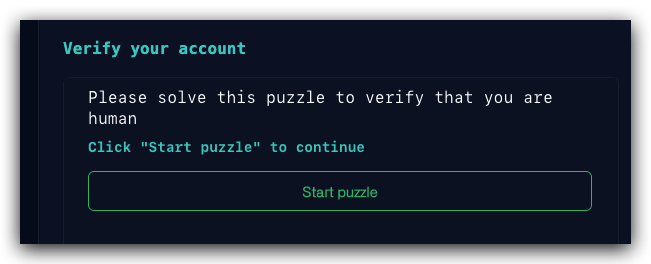 Verify your account
Please solve this puzzle to verify that you are
human
Click "Start puzzle" to continue
Start puzzle